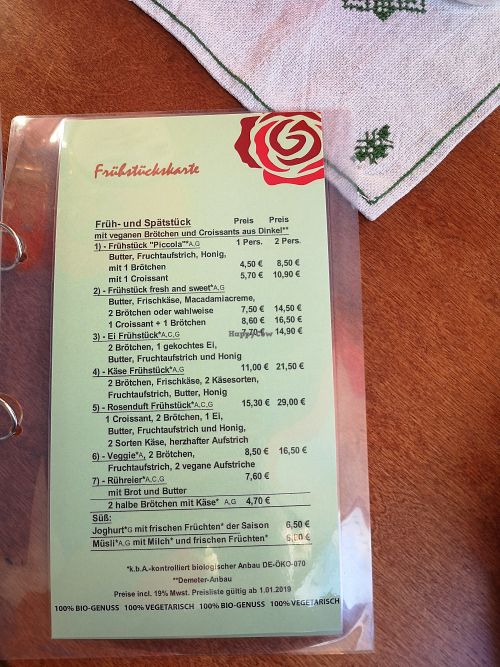 Frühstückskarte
Früh- und Spätstück Preis Preis
mit veganen Brötchen und Croissants aus Dinkel**
1) - Frühstück "Piccola"*A,G 1 Pers. 2 Pers.
Butter, Fruchtaufstrich, Honig,
mit 1 Brötchen 4,50 € 8,50 €
mit 1 Croissant 5,70 € 10,90 €
2) - Frühstück fresh and sweet*A,G
Butter, Frischkäse, Macadamiacreme,
2 Brötchen oder wahlweise 7,50 € 14,50 €
1 Croissant + 1 Brötchen 8,60 € 16,50 €
3) - Ei Frühstück*A,C,G 7,70 € 14,90 €
HappyCow
2 Brötchen, 1 gekochtes Ei,
Butter, Fruchtaufstrich und Honig
4) - Käse Frühstück*A,G 11,00 € 21,50 €
2 Brötchen, Frischkäse, 2 Käsesorten,
Fruchtaufstrich, Butter, Honig
5) - Rosenduft Frühstück*A,C,G 15,30 € 29,00 €
1 Croissant, 2 Brötchen, 1 Ei,
Butter, Fruchtaufstrich und Honig,
2 Sorten Käse, herzhafter Aufstrich
6) - Veggie*A, 2 Brötchen, 8,50 € 16,50 €
Fruchtaufstrich, 2 vegane Aufstriche
7) - Rühreier*A,C,G 7,60 €
mit Brot und Butter
2 halbe Brötchen mit Käse* A,G 4,70 €
Süß:
Joghurt*G mit frischen Früchten* der Saison 6,50 €
Müsli*A,G mit Milch* und frischen Früchten* 6,80 €
*k.b.A.-kontrolliert biologischer Anbau DE-ÖKO-070
**Demeter-Anbau
Preise incl. 19% Mwst. Preisliste gültig ab 1.01.2019
100% BIO-GENUSS 100% VEGETARISCH 100% BIO-GENUSS 100% VEGETARISCH